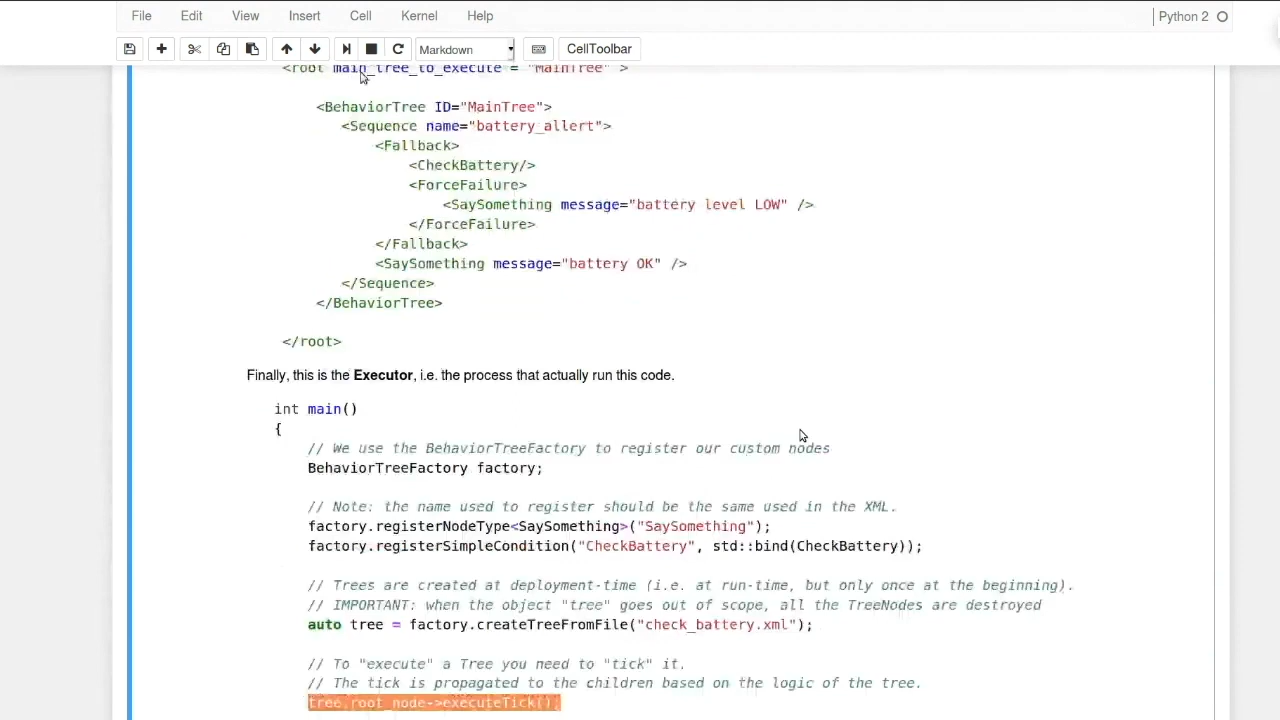 File Edit View Insert Cell Kernel Help Python 2
Markdown CellToolbar
<root main_tree_to_execute = "MainTree" >
<BehaviorTree ID="MainTree">
<Sequence name="battery_allert">
<Fallback>
<CheckBattery/>
<ForceFailure>
<SaySomething message="battery level LOW" />
</ForceFailure>
</Fallback>
<SaySomething message="battery OK" />
</Sequence>
</BehaviorTree>
</root>
Finally, this is the Executor, i.e. the process that actually run this code.
int main()
{
// We use the BehaviorTreeFactory to register our custom nodes
BehaviorTreeFactory factory;
// Note: the name used to register should be the same used in the XML.
factory.registerNodeType<SaySomething>("SaySomething");
factory.registerSimpleCondition("CheckBattery", std::bind(CheckBattery));
// Trees are created at deployment-time (i.e. at run-time, but only once at the beginning).
// IMPORTANT: when the object "tree" goes out of scope, all the TreeNodes are destroyed
auto tree = factory.createTreeFromFile("check_battery.xml");
// To "execute" a Tree you need to "tick" it.
// The tick is propagated to the children based on the logic of the tree.
tree.root_node->executeTick();